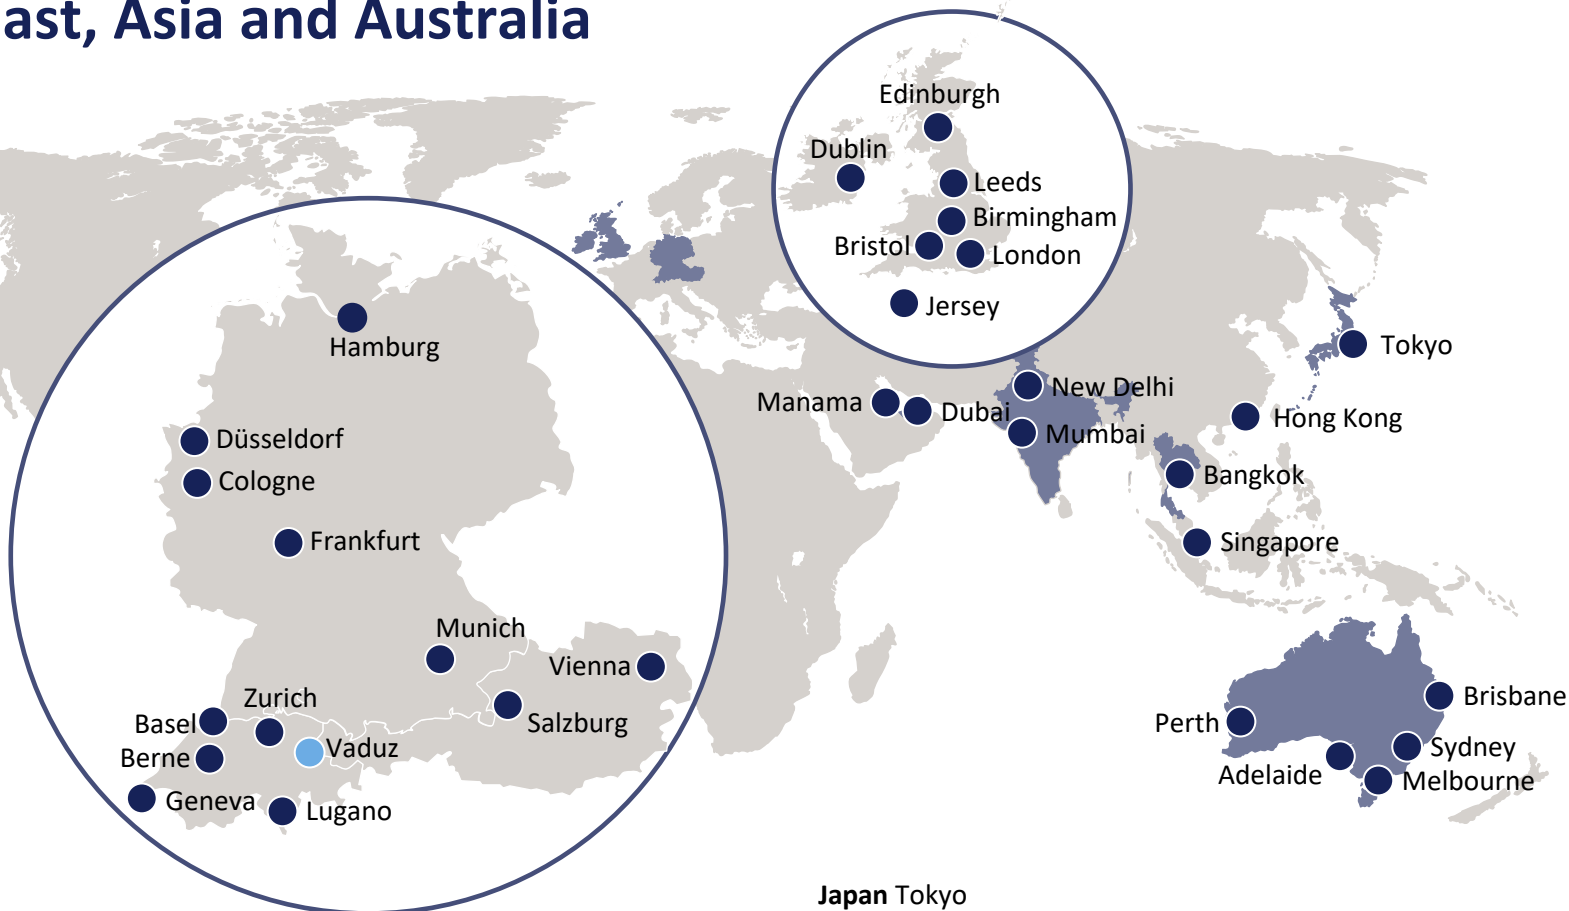 ast, Asia and Australia
Edinburgh
Dublin
Leeds
Birmingham
Bristol
London
Jersey
Hamburg
Düsseldorf
Cologne
Frankfurt
Munich
Vienna
Zurich
Salzburg
Basel
Vaduz
Berne
Geneva
Lugano
Tokyo
New Delhi
Manama
Dubai
Hong Kong
Mumbai
Bangkok
Singapore
Brisbane
Perth
Sydney
Adelaide
Melbourne
Japan Tokyo